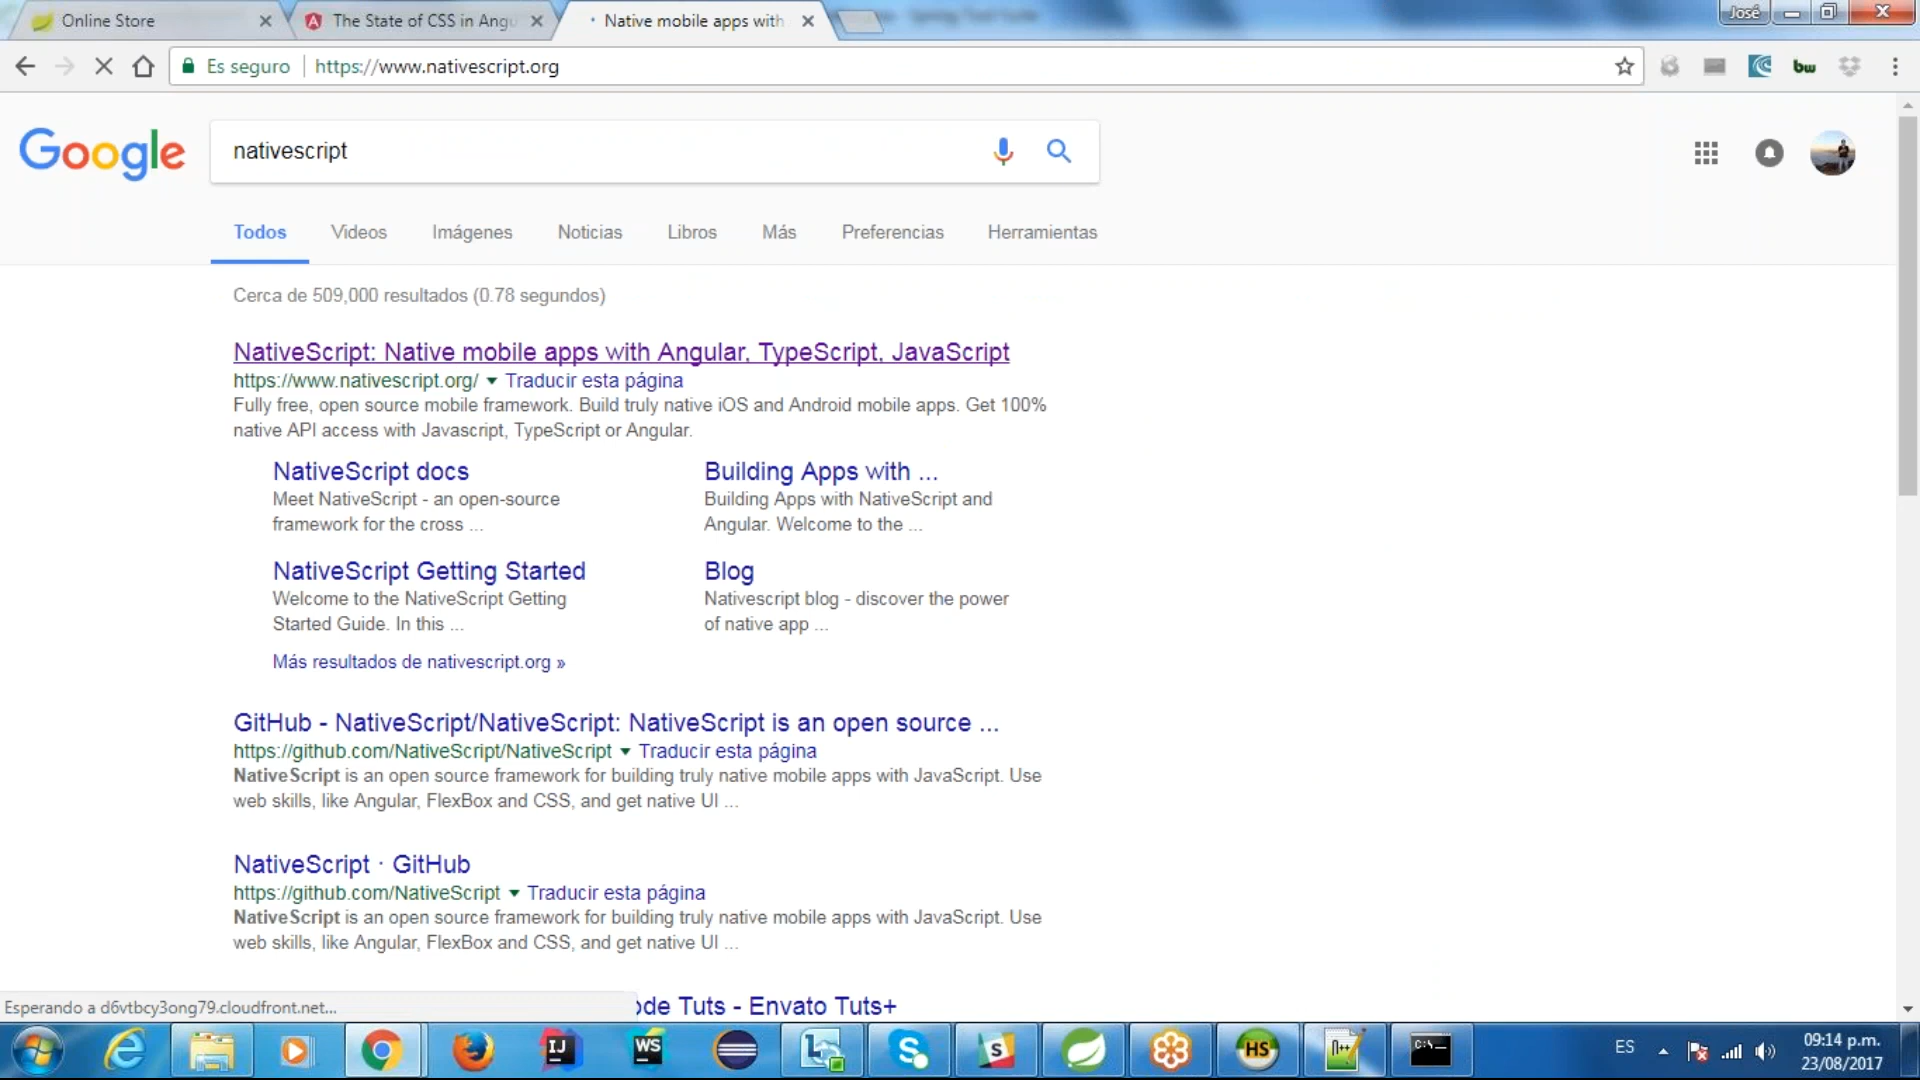 Online Store
The State of CSS in Angu
Native mobile apps with
José
Es seguro
https://www.nativescript.org
bw
Google
nativescript
Todos
Videos
Imágenes
Noticias
Libros
Más
Preferencias
Herramientas
Cerca de 509,000 resultados (0.78 segundos)
NativeScript: Native mobile apps with Angular, TypeScript, JavaScript
https://www.nativescript.org/ Traducir esta página
Fully free, open source mobile framework. Build truly native iOS and Android mobile apps. Get 100%
native API access with Javascript, TypeScript or Angular.
NativeScript docs
Meet NativeScript - an open-source
framework for the cross ...
Building Apps with ...
Building Apps with NativeScript and
Angular. Welcome to the ...
NativeScript Getting Started
Welcome to the NativeScript Getting
Started Guide. In this ...
Blog
Nativescript blog - discover the power
of native app ...
Más resultados de nativescript.org »
GitHub - NativeScript/NativeScript: NativeScript is an open source ...
https://github.com/NativeScript/NativeScript Traducir esta página
NativeScript is an open source framework for building truly native mobile apps with JavaScript. Use
web skills, like Angular, FlexBox and CSS, and get native UI ...
NativeScript · GitHub
https://github.com/NativeScript Traducir esta página
NativeScript is an open source framework for building truly native mobile apps with JavaScript. Use
web skills, like Angular, FlexBox and CSS, and get native UI ...
Esperando a d6vtbcy3ong79.cloudfront.net...
ode Tuts - Envato Tuts+
IJ
WS
S
S
HS
N++
C:\
ES
09:14 p.m.
23/08/2017